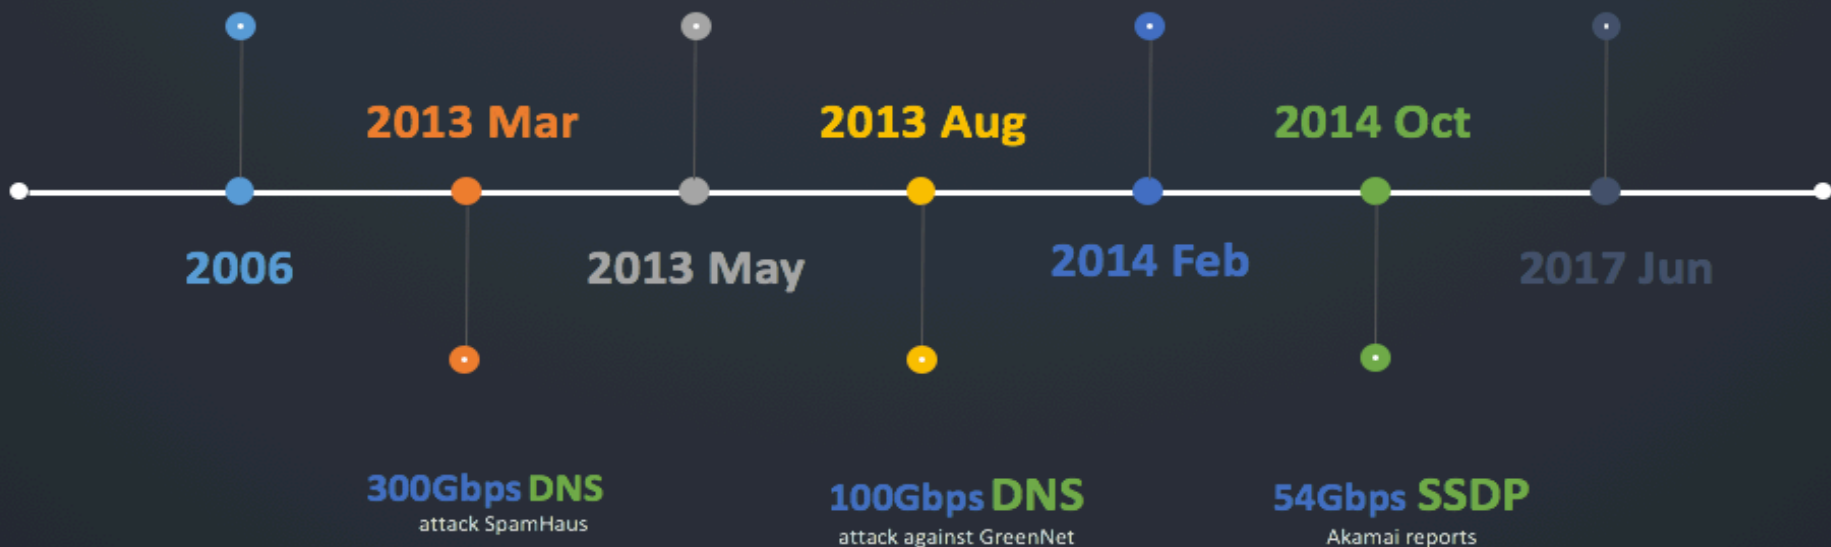 2013 Mar
2013 Aug
2014 Oct
2006
2013 May
2014 Feb
2017 Jun
300Gbps DNS
attack SpamHaus
100Gbps DNS
attack against GreenNet
54Gbps SSDP
Akamai reports